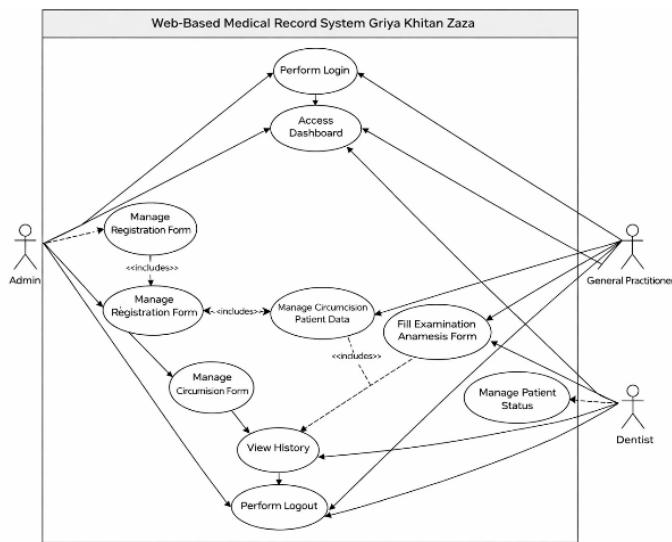 Web-Based Medical Record System Griya Khitan Zaza
Perform Login
Access
Dashboard
Manage
Registration Form
Admin
General Practitioner
<<includes>>
Manage
Registration Form
<<includes>>
Manage Circumcision
Patient Data
Fill Examination
Anamesis Form
<<includes>>
Manage
Circumision Form
Manage Patient
Status
Dentist
View History
Perform Logout